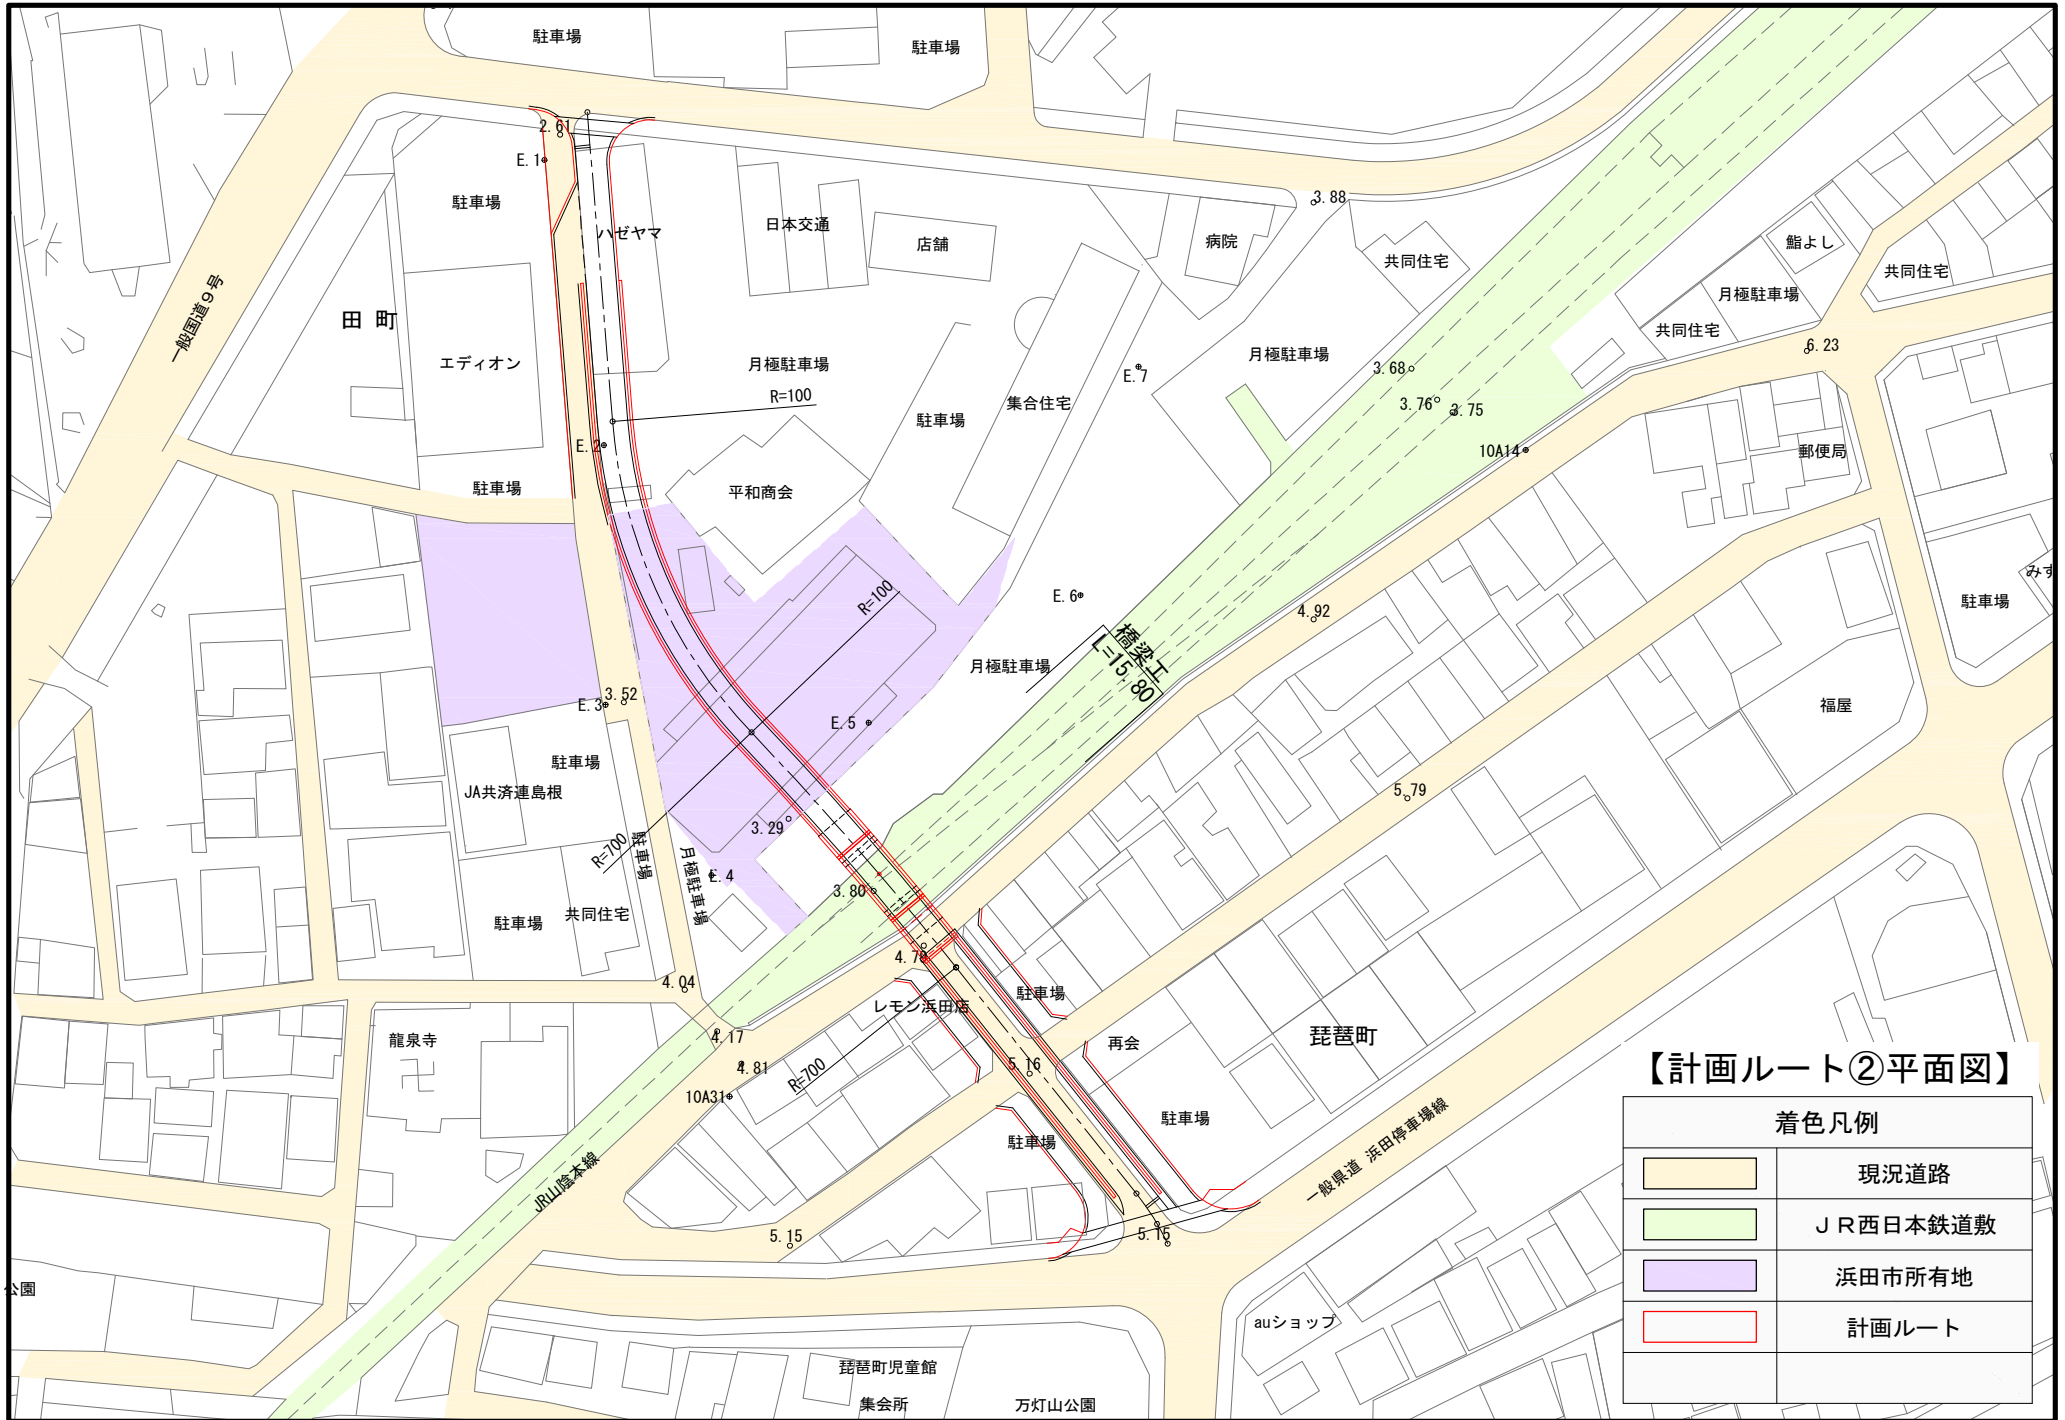 駐車場
駐車場
2.61
E.1
駐車場
ハゼヤマ
日本交通
店舗
病院
3.88
共同住宅
鮨よし
共同住宅
月極駐車場
共同住宅
6.23
一般国道9号
田町
エディオン
月極駐車場
R=100
駐車場
集合住宅
E.7
月極駐車場
3.68
3.76
3.75
10A14
郵便局
E.2
駐車場
平和商会
R=100
E.6
4.92
駐車場
みす
月極駐車場
橋梁工
L=15.80
E.3
3.52
E.5
福屋
駐車場
JA共済連島根
5.79
3.29
R=700
駐車場
月極駐車場
E.4
3.80
駐車場
共同住宅
4.79
4.04
レモン浜田店
駐車場
龍泉寺
4.17
4.81
10A31
R=700
5.16
再会
琵琶町
駐車場
駐車場
JR山陰本線
一般県道 浜田停車場線
5.15
5.15
公園
auショップ
琵琶町児童館
集会所
万灯山公園
【計画ルート②平面図】
着色凡例
現況道路
JR西日本鉄道敷
浜田市所有地
計画ルート